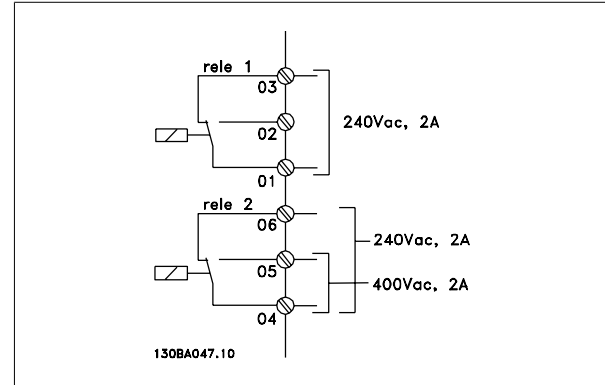 rele 1
03
02
01
240Vac, 2A
rele 2
06
05
04
240Vac, 2A
400Vac, 2A
130BA047.10